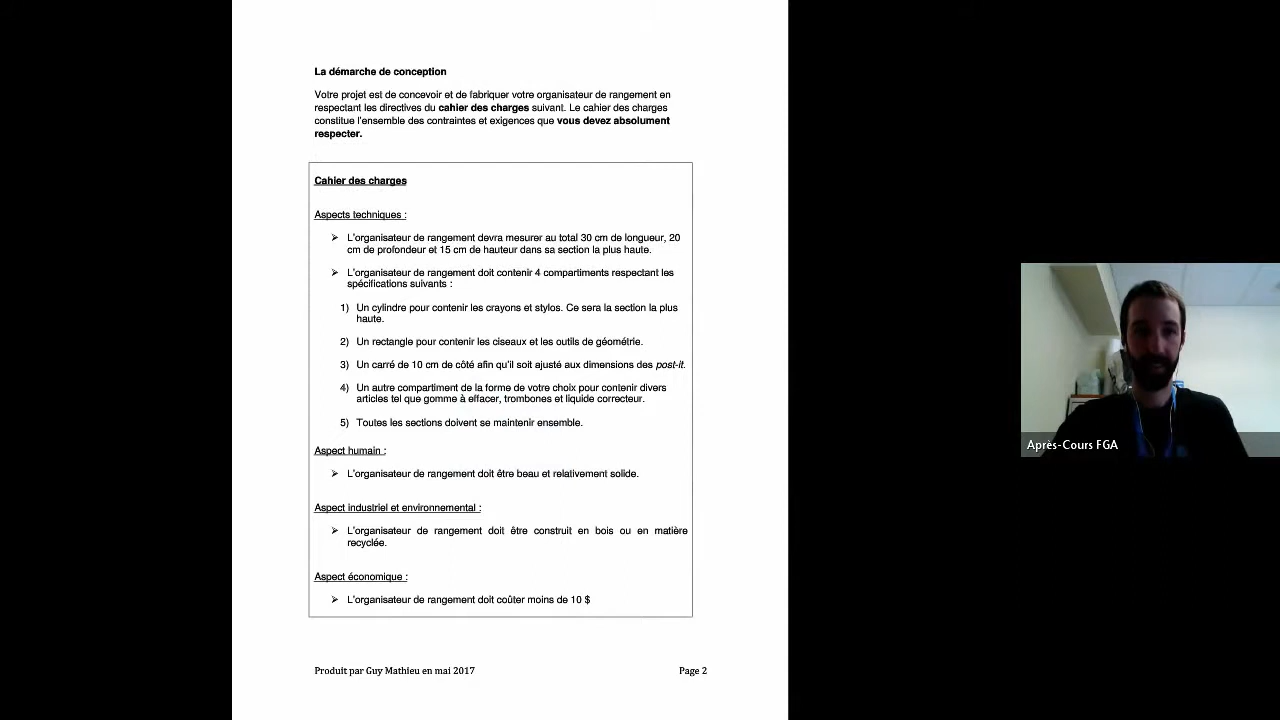 La démarche de conception
Votre projet est de concevoir et de fabriquer votre organisateur de rangement en
respectant les directives du cahier des charges suivant. Le cahier des charges
constitue l'ensemble des contraintes et exigences que vous devez absolument
respecter.
Cahier des charges
Aspects techniques :
➢ L'organisateur de rangement devra mesurer au total 30 cm de longueur, 20
cm de profondeur et 15 cm de hauteur dans sa section la plus haute.
➢ L'organisateur de rangement doit contenir 4 compartiments respectant les
spécifications suivants :
1) Un cylindre pour contenir les crayons et stylos. Ce sera la section la plus
haute.
2) Un rectangle pour contenir les ciseaux et les outils de géométrie.
3) Un carré de 10 cm de côté afin qu'il soit ajusté aux dimensions des post-it.
4) Un autre compartiment de la forme de votre choix pour contenir divers
articles tel que gomme à effacer, trombones et liquide correcteur.
5) Toutes les sections doivent se maintenir ensemble.
Aspect humain :
➢ L'organisateur de rangement doit être beau et relativement solide.
Aspect industriel et environnemental :
➢ L'organisateur de rangement doit être construit en bois ou en matière
recyclée.
Aspect économique :
➢ L'organisateur de rangement doit coûter moins de 10 $
Produit par Guy Mathieu en mai 2017 Page 2
Après-Cours FGA